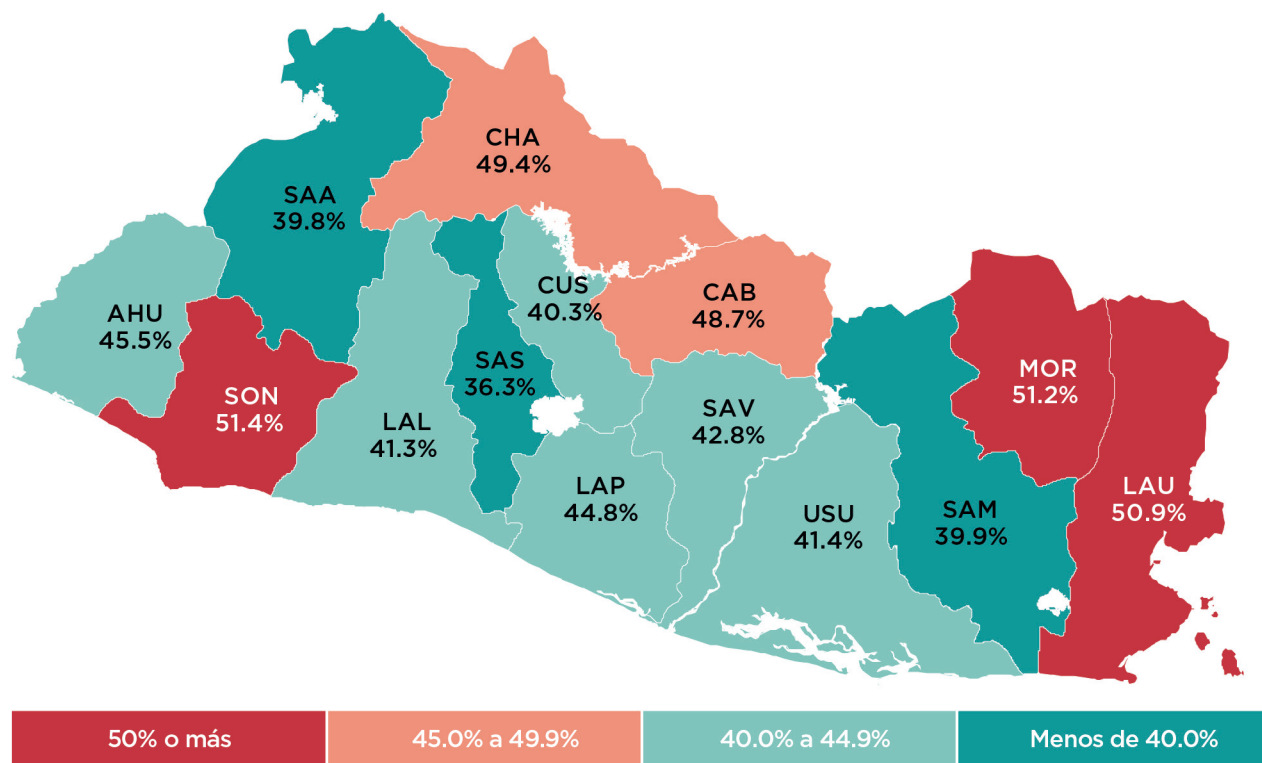 CHA
49.4%
SAA
39.8%
CUS
40.3%
CAB
48.7%
AHU
45.5%
SAS
36.3%
MOR
51.2%
SON
51.4%
SAV
42.8%
LAL
41.3%
LAP
44.8%
LAU
50.9%
USU
41.4%
SAM
39.9%
50% o más
45.0% a 49.9%
40.0% a 44.9%
Menos de 40.0%